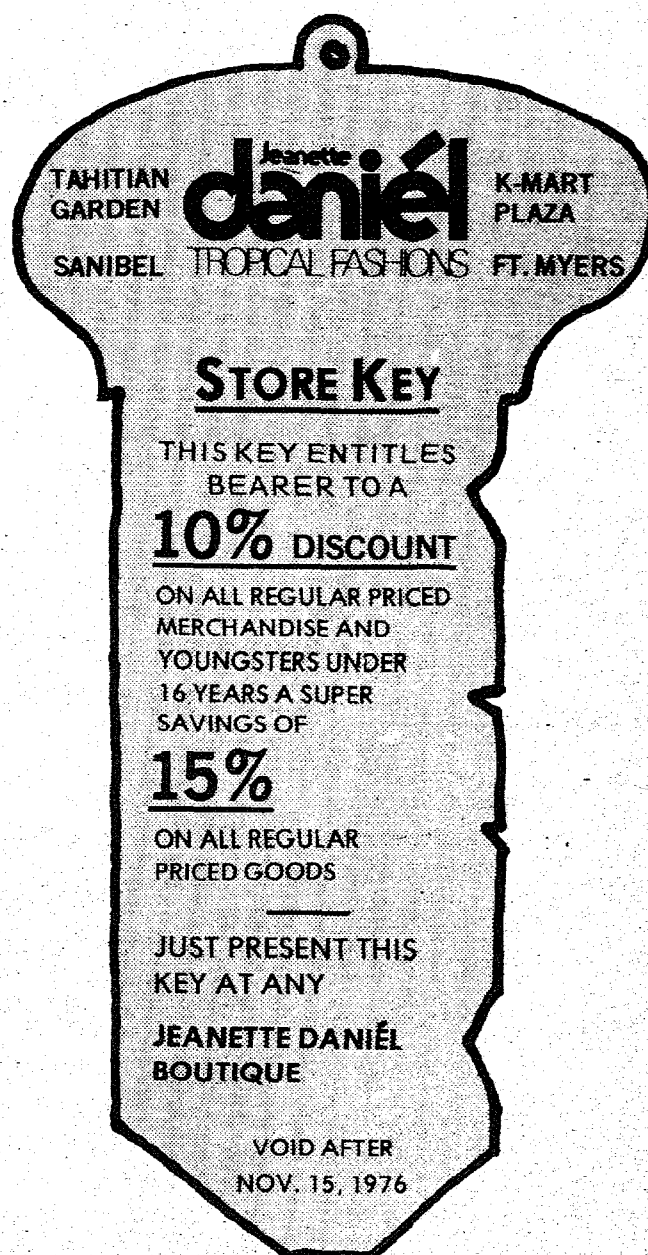 TAHITIAN
GARDEN
SANIBEL
Jeanette
daniél
TROPICAL FASHIONS
K-MART
PLAZA
FT. MYERS
STORE KEY
THIS KEY ENTITLES
BEARER TO A
10% DISCOUNT
ON ALL REGULAR PRICED
MERCHANDISE AND
YOUNGSTERS UNDER
16 YEARS A SUPER
SAVINGS OF
15%
ON ALL REGULAR
PRICED GOODS
JUST PRESENT THIS
KEY AT ANY
JEANETTE DANIÉL
BOUTIQUE
VOID AFTER
NOV. 15, 1976